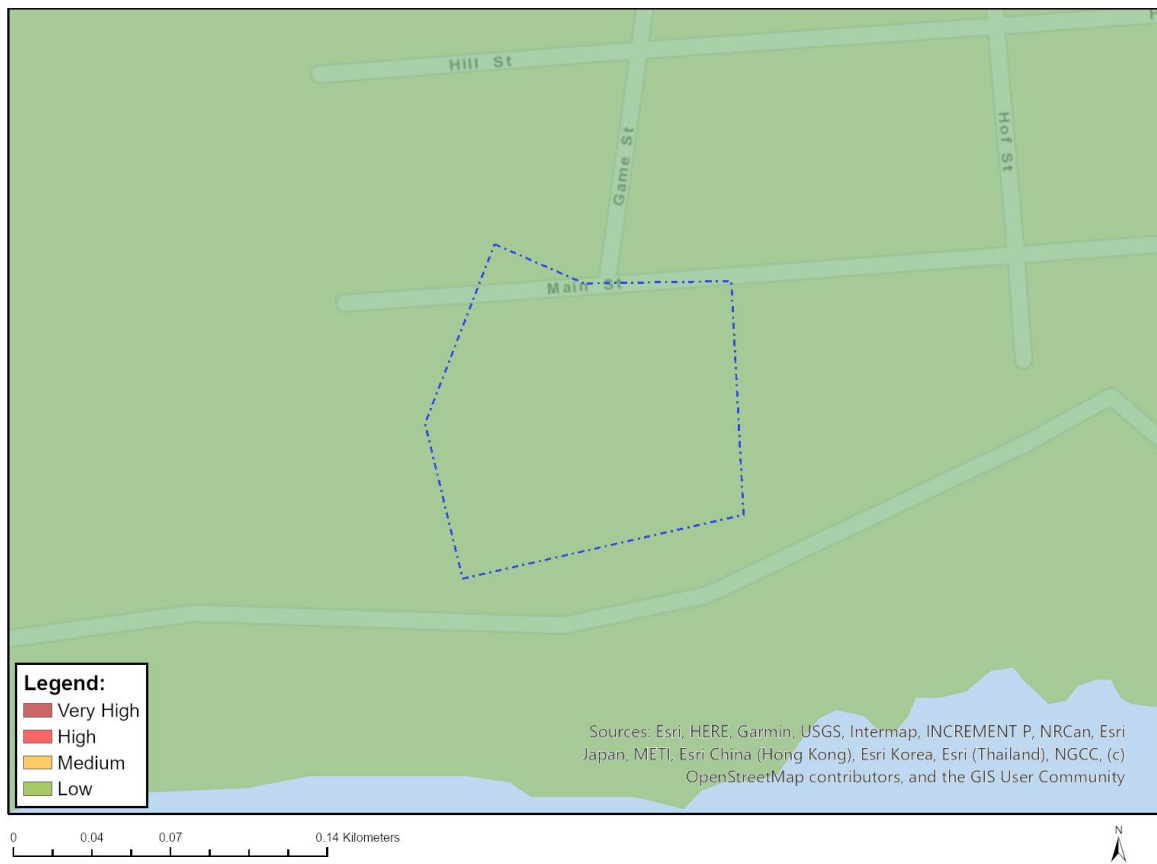 Hill St
Game St
Hof St
Main St
Legend:
Very High
High
Medium
Low
Sources: Esri, HERE, Garmin, USGS, Intermap, INCREMENT P, NRCan, Esri
Japan, METI, Esri China (Hong Kong), Esri Korea, Esri (Thailand), NGCC, (c)
OpenStreetMap contributors, and the GIS User Community
0 0.04 0.07 0.14 Kilometers
N